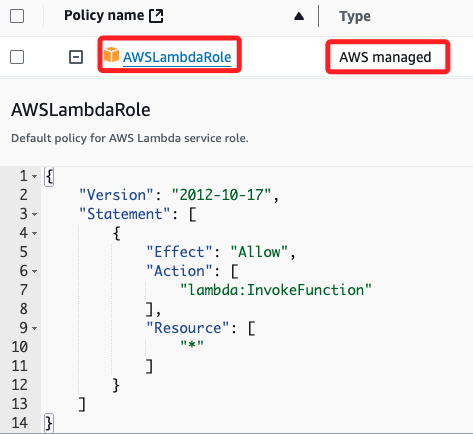 Policy name Type
AWSLambdaRole AWS managed
AWSLambdaRole
Default policy for AWS Lambda service role.
1 {
2 "Version": "2012-10-17",
3 "Statement": [
4 {
5 "Effect": "Allow",
6 "Action": [
7 "lambda:InvokeFunction"
8 ],
9 "Resource": [
10 "*"
11 ]
12 }
13 ]
14 }